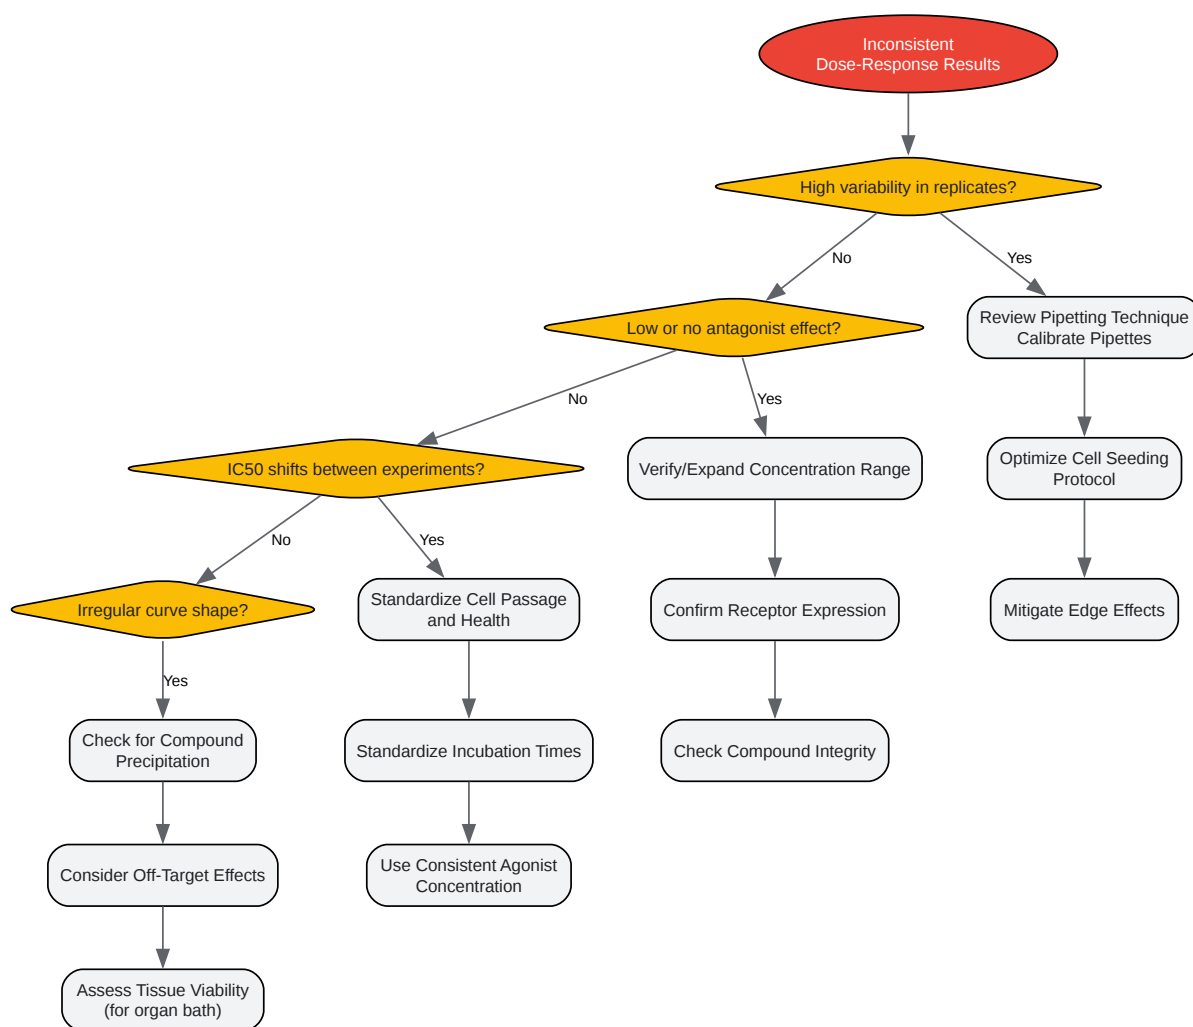 Inconsistent
Dose-Response Results
High variability in replicates?
No
Yes
Low or no antagonist effect?
Review Pipetting Technique
Calibrate Pipettes
No
Yes
IC50 shifts between experiments?
Verify/Expand Concentration Range
Optimize Cell Seeding
Protocol
No
Yes
Irregular curve shape?
Standardize Cell Passage
and Health
Confirm Receptor Expression
Mitigate Edge Effects
Yes
Check for Compound
Precipitation
Standardize Incubation Times
Check Compound Integrity
Consider Off-Target Effects
Use Consistent Agonist
Concentration
Assess Tissue Viability
(for organ bath)